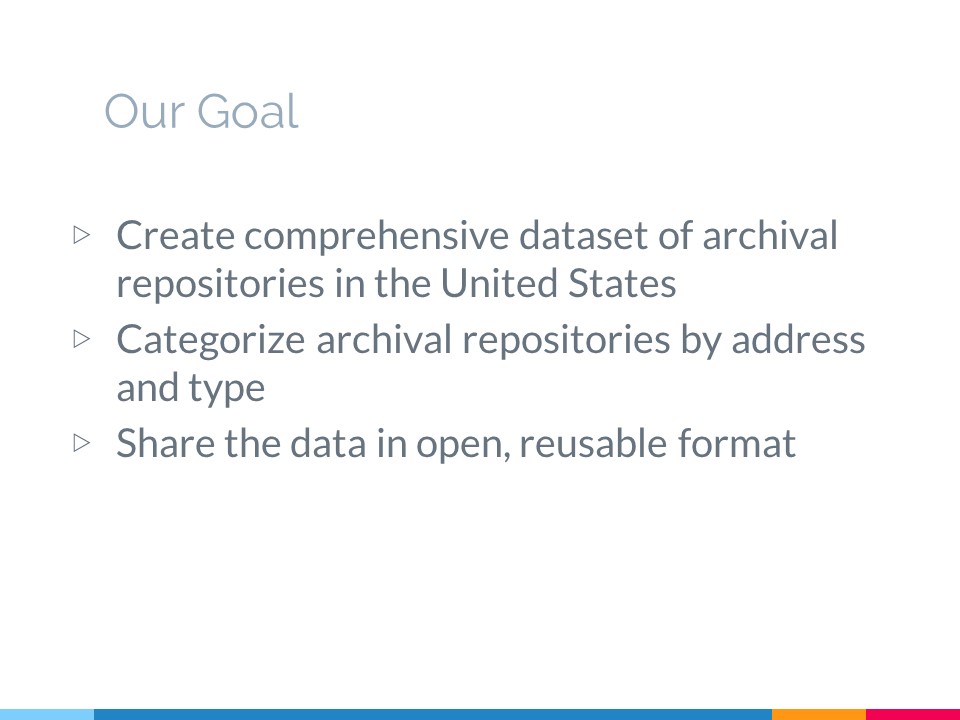 Our Goal
▷ Create comprehensive dataset of archival
repositories in the United States
▷ Categorize archival repositories by address
and type
▷ Share the data in open, reusable format